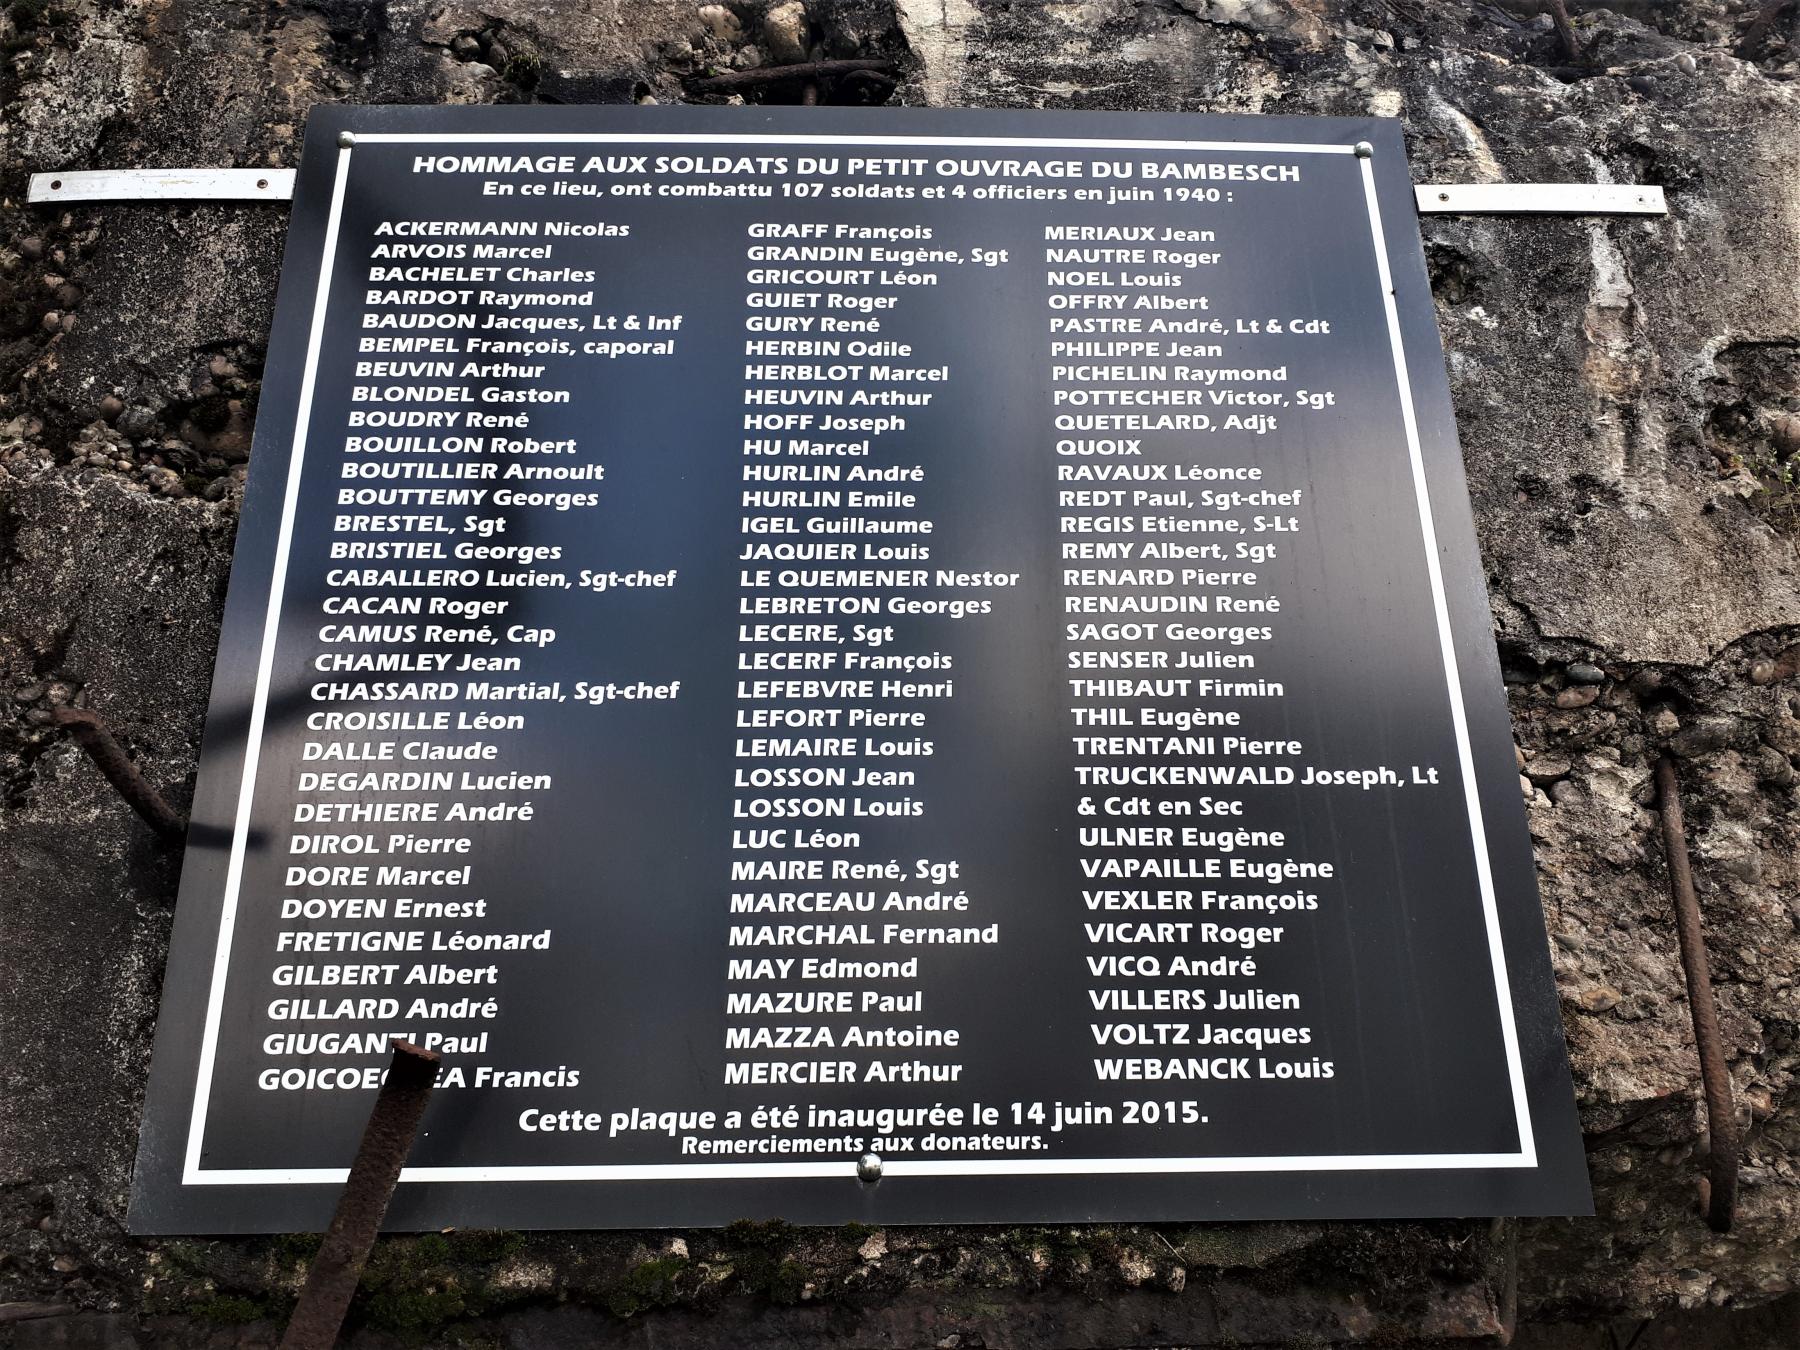 HOMMAGE AUX SOLDATS DU PETIT OUVRAGE DU BAMBESCH
En ce lieu, ont combattu 107 soldats et 4 officiers en juin 1940 :
ACKERMANN Nicolas
ARVOIS Marcel
BACHELET Charles
BARDOT Raymond
BAUDON Jacques, Lt & Inf
BEMPEL François, caporal
BEUVIN Arthur
BLONDEL Gaston
BOUDRY René
BOUILLON Robert
BOUTILLIER Arnoult
BOUTTEMY Georges
BRESTEL, Sgt
BRISTIEL Georges
CABALLERO Lucien, Sgt-chef
CACAN Roger
CAMUS René, Cap
CHAMLEY Jean
CHASSARD Martial, Sgt-chef
CROISILLE Léon
DALLE Claude
DEGARDIN Lucien
DETHIERE André
DIROL Pierre
DORE Marcel
DOYEN Ernest
FRETIGNE Léonard
GILBERT Albert
GILLARD André
GIUGANTI Paul
Francis
GRAFF François
GRANDIN Eugène, Sgt
GRICOURT Léon
GUIET Roger
GURY René
HERBIN Odile
HERBLOT Marcel
HEUVIN Arthur
HOFF Joseph
HU Marcel
HURLIN André
HURLIN Emile
IGEL Guillaume
JAQUIER Louis
LE QUEMENER Nestor
LEBRETON Georges
LECERE, Sgt
LECERF François
LEFEBVRE Henri
LEFORT Pierre
LEMAIRE Louis
LOSSON Jean
LOSSON Louis
LUC Léon
MAIRE René, Sgt
MARCEAU André
MARCHAL Fernand
MAY Edmond
MAZURE Paul
MAZZA Antoine
MERCIER Arthur
MERIAUX Jean
NAUTRE Roger
NOEL Louis
OFFRY Albert
PASTRE André, Lt & Cdt
PHILIPPE Jean
PICHELIN Raymond
POTTECHER Victor, Sgt
QUETELARD, Adjt
QUOIX
RAVAUX Léonce
REDT Paul, Sgt-chef
REGIS Etienne, S-Lt
REMY Albert, Sgt
RENARD Pierre
RENAUDIN René
SAGOT Georges
SENSER Julien
THIBAUT Firmin
THIL Eugène
TRENTANI Pierre
TRUCKENWALD Joseph, Lt
& Cdt en Sec
ULNER Eugène
VAPAILLE Eugène
VEXLER François
VICART Roger
VICQ André
VILLERS Julien
VOLTZ Jacques
WEBANCK Louis
Cette plaque a été inaugurée le 14 juin 2015.
Remerciements aux donateurs.